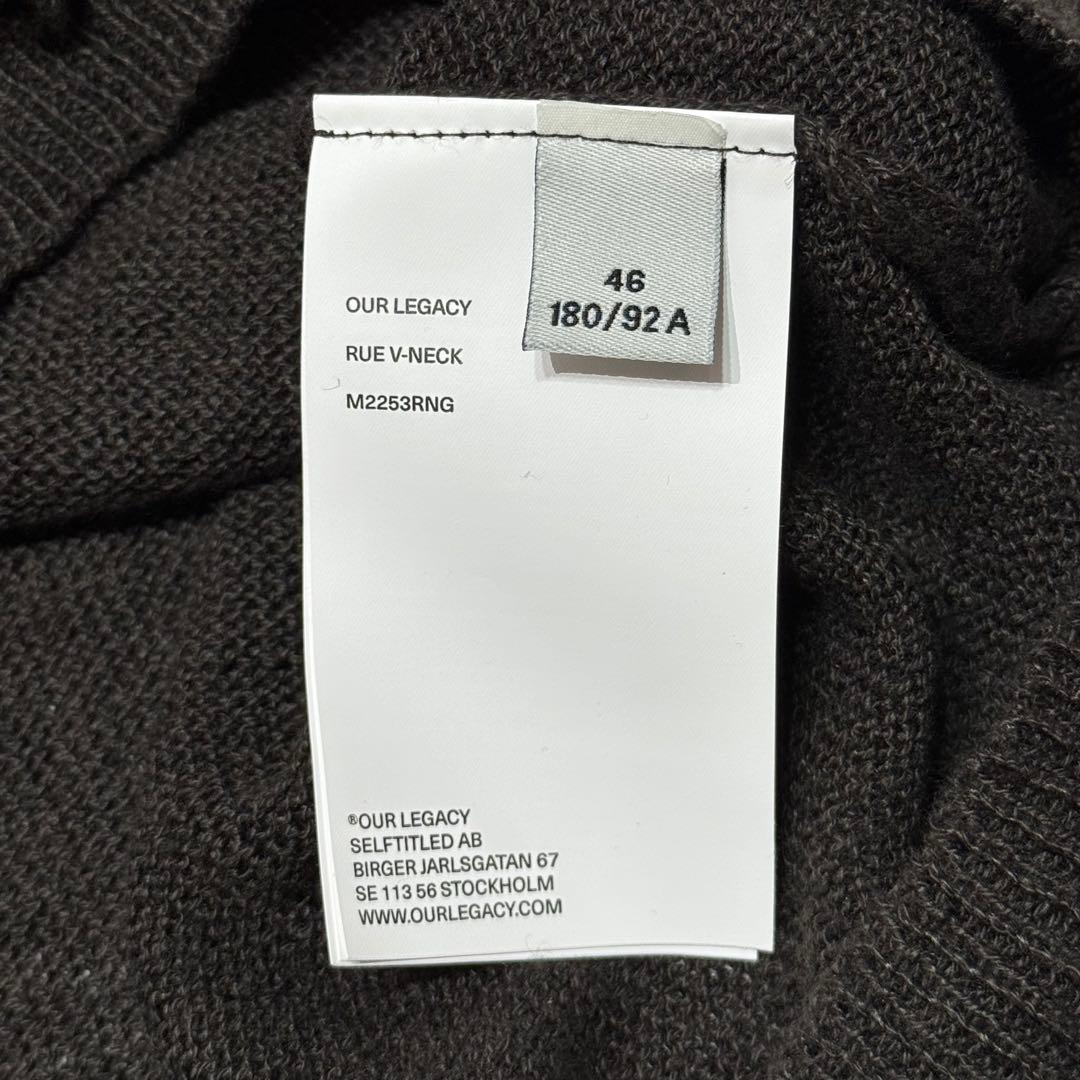 46
180/92 A
OUR LEGACY
RUE V-NECK
M2253RNG
®OUR LEGACY
SELFTITLED AB
BIRGER JARLSGATAN 67
SE 113 56 STOCKHOLM
WWW.OURLEGACY.COM